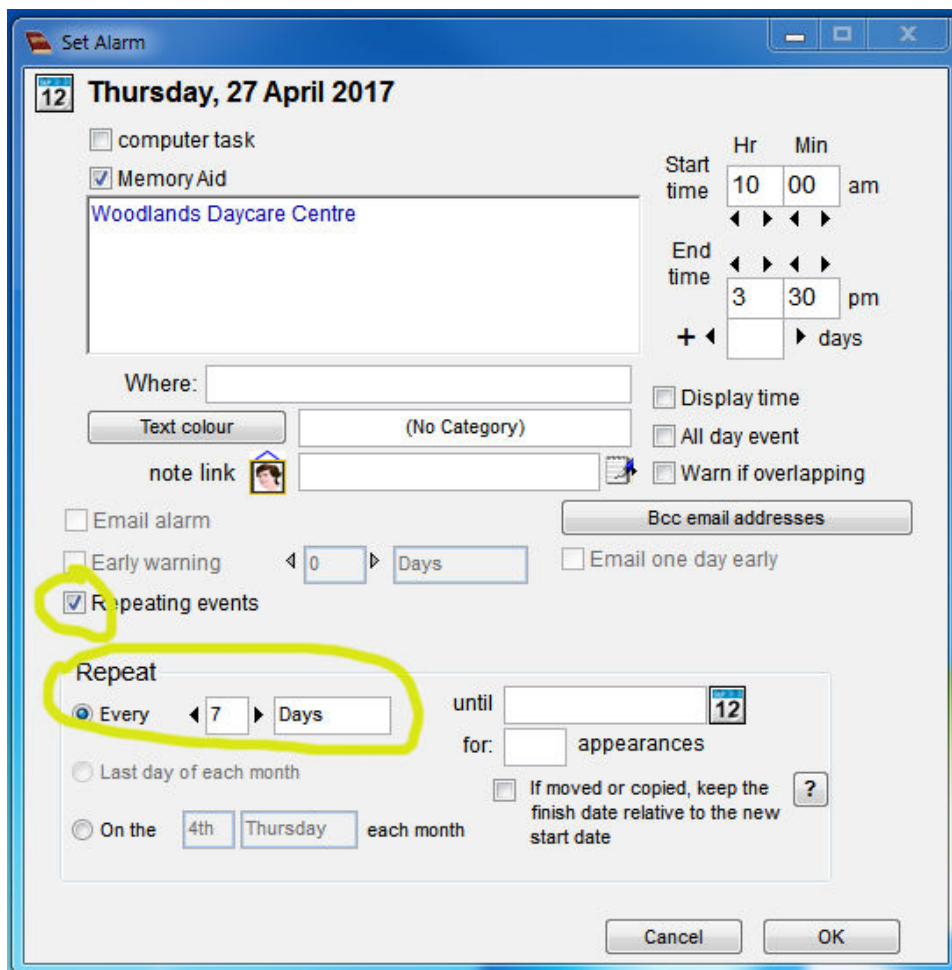 Set Alarm
12 Thursday, 27 April 2017
computer task
Memory Aid
Woodlands Daycare Centre
Hr Min
Start time 10 00 am
End time
3 30 pm
+ days
Where:
Display time
Text colour (No Category)
All day event
note link
Warn if overlapping
Email alarm
Bcc email addresses
Early warning 0 Days
Email one day early
Repeating events
Repeat
Every 7 Days
until 12
for: appearances
Last day of each month
If moved or copied, keep the
finish date relative to the new
start date
?
On the 4th Thursday each month
Cancel OK